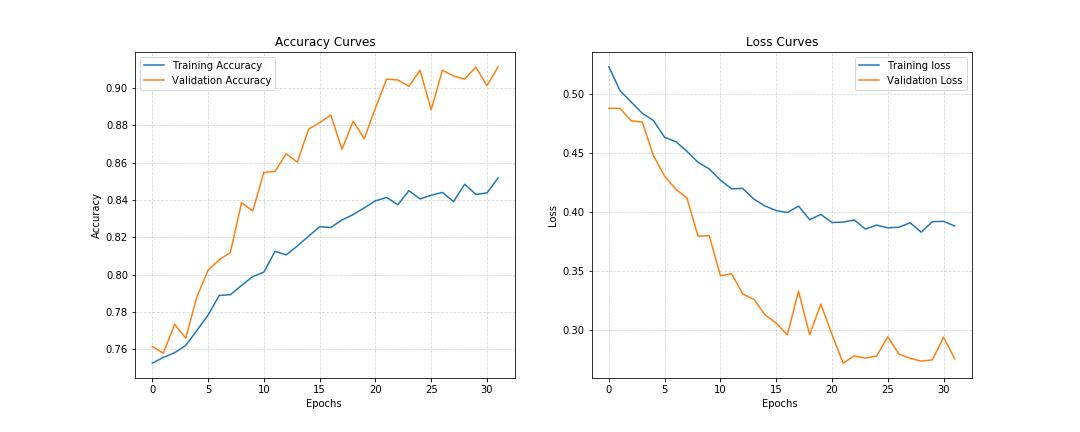 Accuracy Curves
Training Accuracy
Validation Accuracy
0.90
0.88
0.86
0.84
0.82
0.80
0.78
0.76
Accuracy
0 5 10 15 20 25 30
Epochs
Loss Curves
Training loss
Validation Loss
0.50
0.45
0.40
0.35
0.30
Loss
0 5 10 15 20 25 30
Epochs